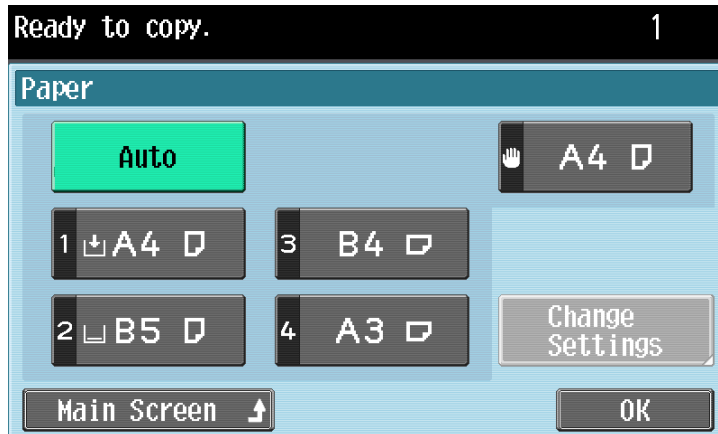 Ready to copy. 1
Paper
Auto
A4
1 A4
3 B4
2 B5
4 A3
Change
Settings
Main Screen
OK